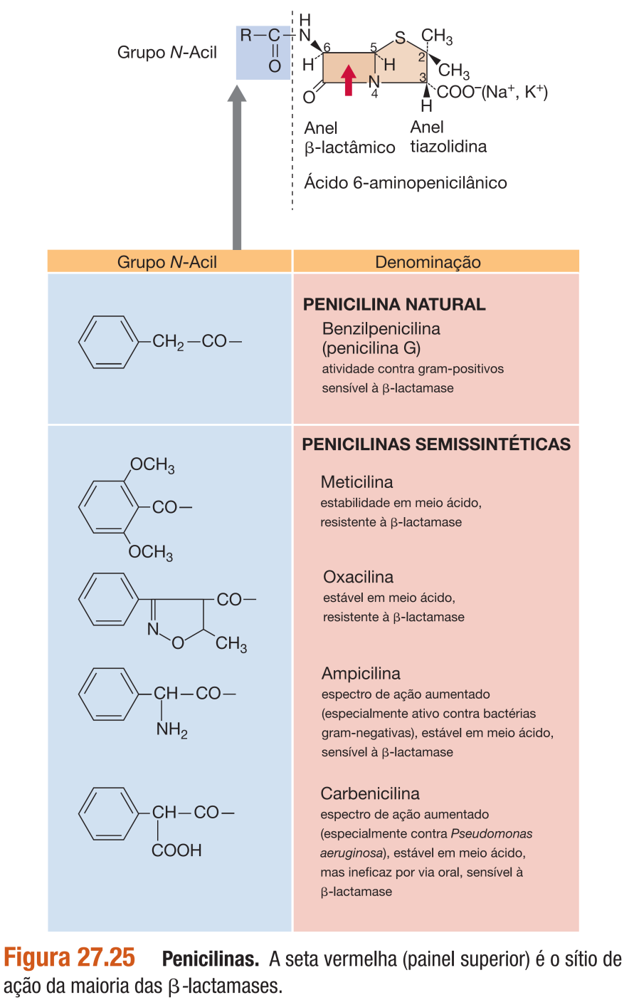 Grupo N-Acil
R—C—N
H
O
H
6
5
S
2
CH3
CH3
H
O
N
4
3
COO⁻(Na⁺, K⁺)
H
Anel
β-lactâmico
Anel
tiazolidina
Ácido 6-aminopenicilânico
Grupo N-Acil
Denominação
CH2—CO—
PENICILINA NATURAL
Benzilpenicilina
(penicilina G)
atividade contra gram-positivos
sensível à β-lactamase
PENICILINAS SEMISSINTÉTICAS
OCH3
CO—
OCH3
Meticilina
estabilidade em meio ácido,
resistente à β-lactamase
CO—
N
O
CH3
Oxacilina
estável em meio ácido,
resistente à β-lactamase
CH—CO—
NH2
Ampicilina
espectro de ação aumentado
(especialmente ativo contra bactérias
gram-negativas), estável em meio ácido,
sensível à β-lactamase
CH—CO—
COOH
Carbenicilina
espectro de ação aumentado
(especialmente contra Pseudomonas
aeruginosa), estável em meio ácido,
mas ineficaz por via oral, sensível à
β-lactamase
Figura 27.25 Penicilinas. A seta vermelha (painel superior) é o sítio de
ação da maioria das β-lactamases.